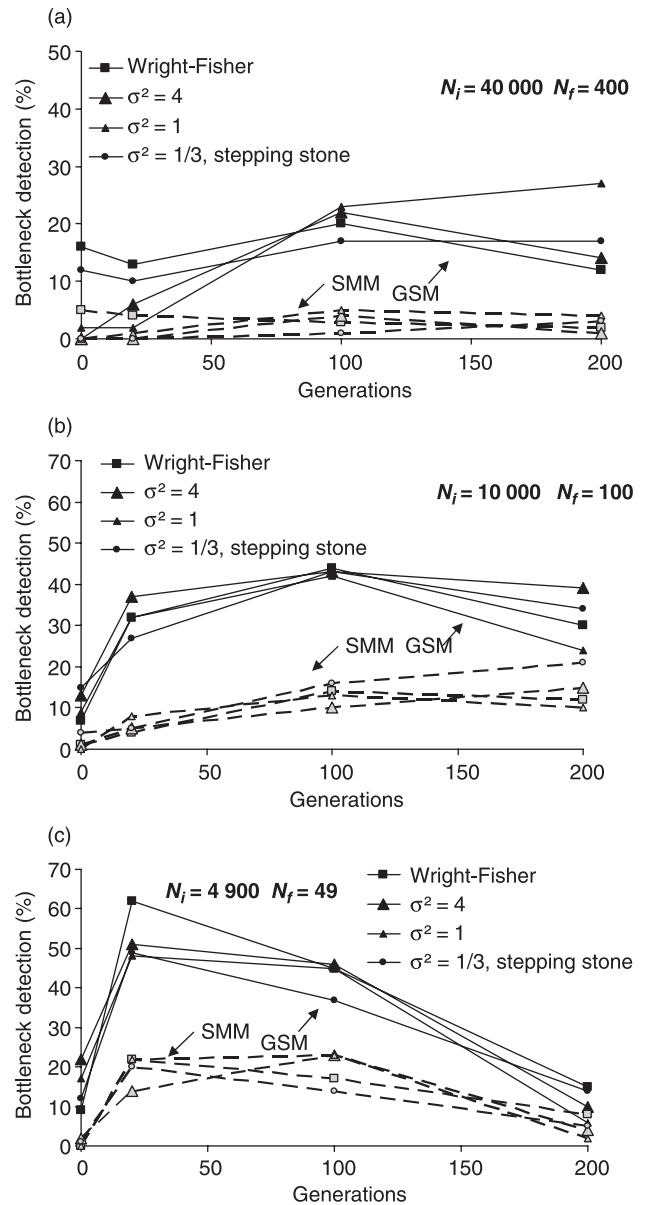 (a)
50
40
30
20
10
0
Bottleneck detection (%)
Wright-Fisher
σ² = 4
σ² = 1
σ² = 1/3, stepping stone
Nᵢ = 40 000 N_f = 400
SMM
GSM
0 50 100 150 200
Generations
(b)
70
60
50
40
30
20
10
0
Bottleneck detection (%)
Wright-Fisher
σ² = 4
σ² = 1
σ² = 1/3, stepping stone
Nᵢ = 10 000 N_f = 100
SMM GSM
0 50 100 150 200
Generations
(c)
70
60
50
40
30
20
10
0
Bottleneck detection (%)
Nᵢ = 4 900 N_f = 49
Wright-Fisher
σ² = 4
σ² = 1
σ² = 1/3, stepping stone
SMM
GSM
0 50 100 150 200
Generations